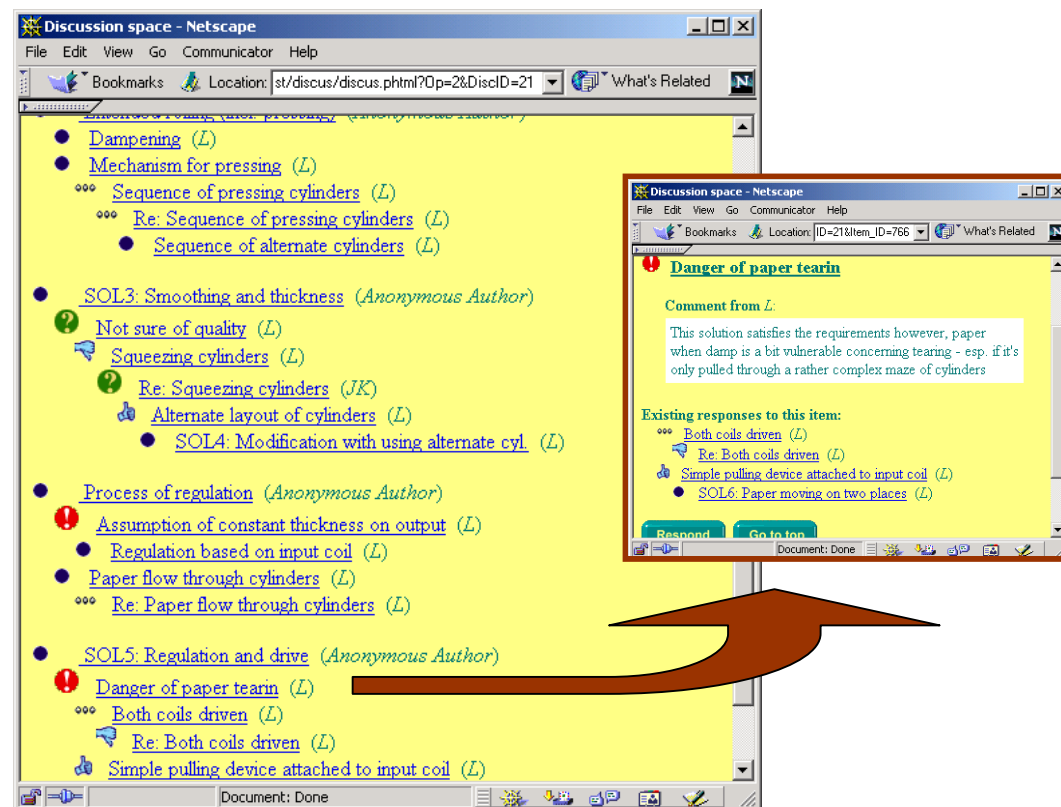 Discussion space - Netscape
File Edit View Go Communicator Help
Bookmarks Location: st/discus/discus.phtml?Op=2&DiscID=21 What's Related N
Extended rolling (incl. pressing) (Anonymous Author)
Dampening (L)
Mechanism for pressing (L)
Sequence of pressing cylinders (L)
Re: Sequence of pressing cylinders (L)
Sequence of alternate cylinders (L)
SOL3: Smoothing and thickness (Anonymous Author)
Not sure of quality (L)
Squeezing cylinders (L)
Re: Squeezing cylinders (JK)
Alternate layout of cylinders (L)
SOL4: Modification with using alternate cyl. (L)
Process of regulation (Anonymous Author)
Assumption of constant thickness on output (L)
Regulation based on input coil (L)
Paper flow through cylinders (L)
Re: Paper flow through cylinders (L)
SOL5: Regulation and drive (Anonymous Author)
Danger of paper tearin (L)
Both coils driven (L)
Re: Both coils driven (L)
Simple pulling device attached to input coil (L)
Document: Done
Discussion space - Netscape
File Edit View Go Communicator Help
Bookmarks Location: ID=21&Item_ID=766 What's Related N
Danger of paper tearin
Comment from L:
This solution satisfies the requirements however, paper
when damp is a bit vulnerable concerning tearing - esp. if it's
only pulled through a rather complex maze of cylinders
Existing responses to this item:
Both coils driven (L)
Re: Both coils driven (L)
Simple pulling device attached to input coil (L)
SOL6: Paper moving on two places (L)
Respond Go to top
Document: Done